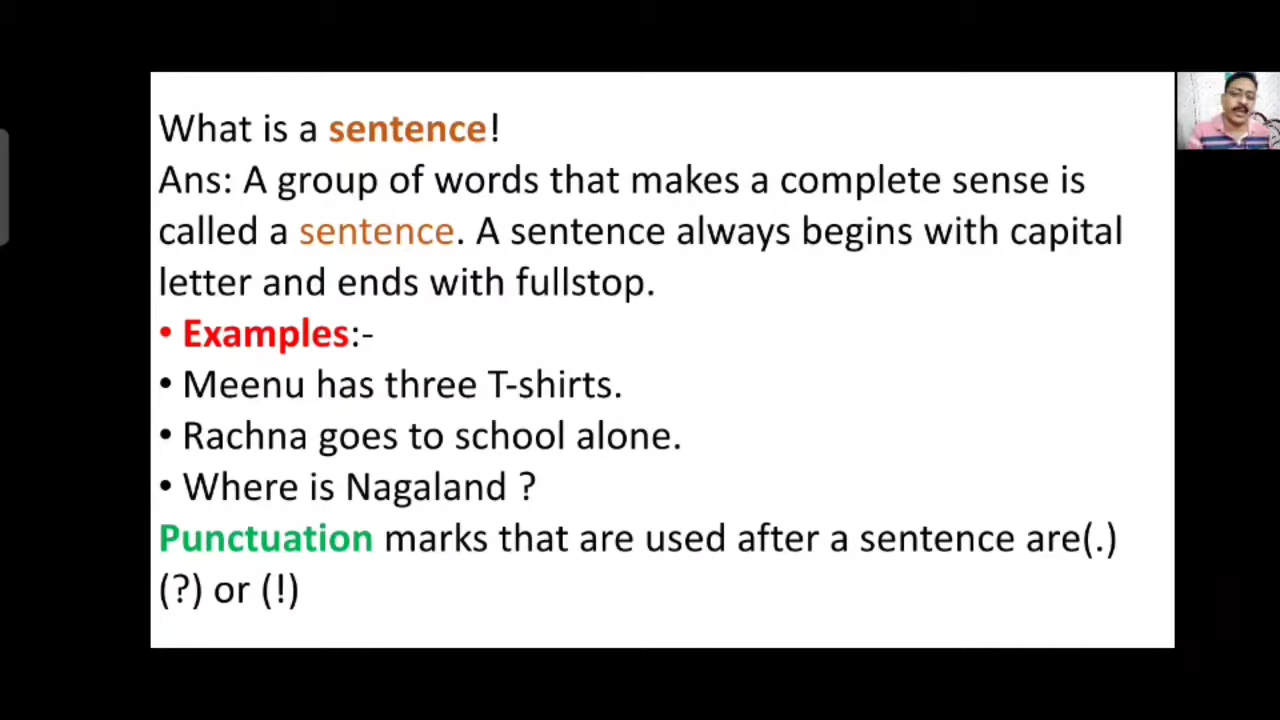 What is a sentence!
Ans: A group of words that makes a complete sense is
called a sentence. A sentence always begins with capital
letter and ends with fullstop.
• Examples:-
• Meenu has three T-shirts.
• Rachna goes to school alone.
• Where is Nagaland ?
Punctuation marks that are used after a sentence are(.)
(?) or (!)